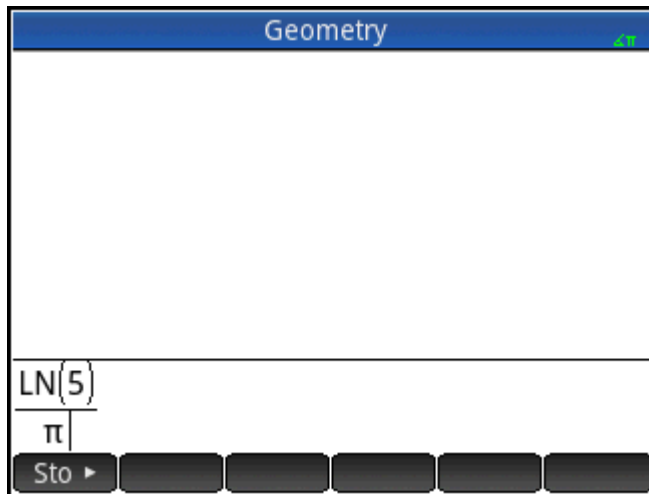 Geometry
∡π
LN(5)
π
Sto ►